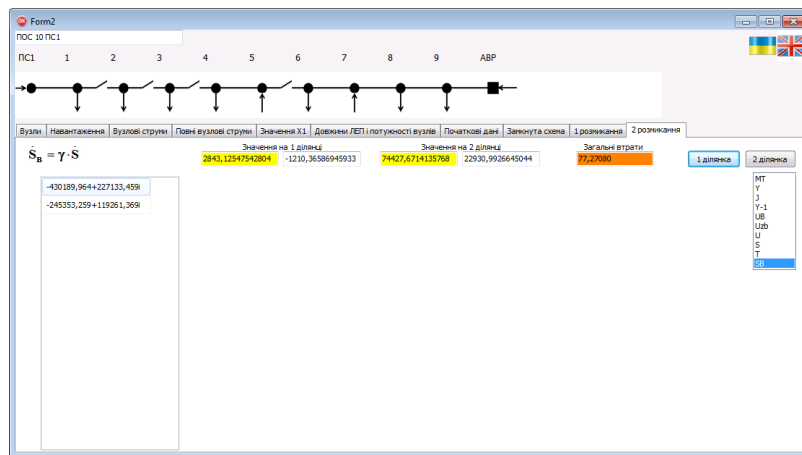 Form2
ПОС 10 ПС1
ПС1 1 2 3 4 5 6 7 8 9 АВР
Вузли Навантаження Вузлові струми Повні вузлові струми Значення X1 Довжини ЛЕП і потужності вузлів Початкові дані Замкнута схема 1 розмикання 2 розмикання
Ṡ_B = γ · Ṡ
Значення на 1 ділянці Значення на 2 ділянці Загальні втрати
2843,12547542804 -1210,36586945933 74427,6714135768 22930,9926645044 77,27080 1 ділянка 2 ділянка
-430189,964+227133,459i
-245353,259+119261,369i
MT
Y
J
Y-1
UB
Uzb
U
S
T
SB